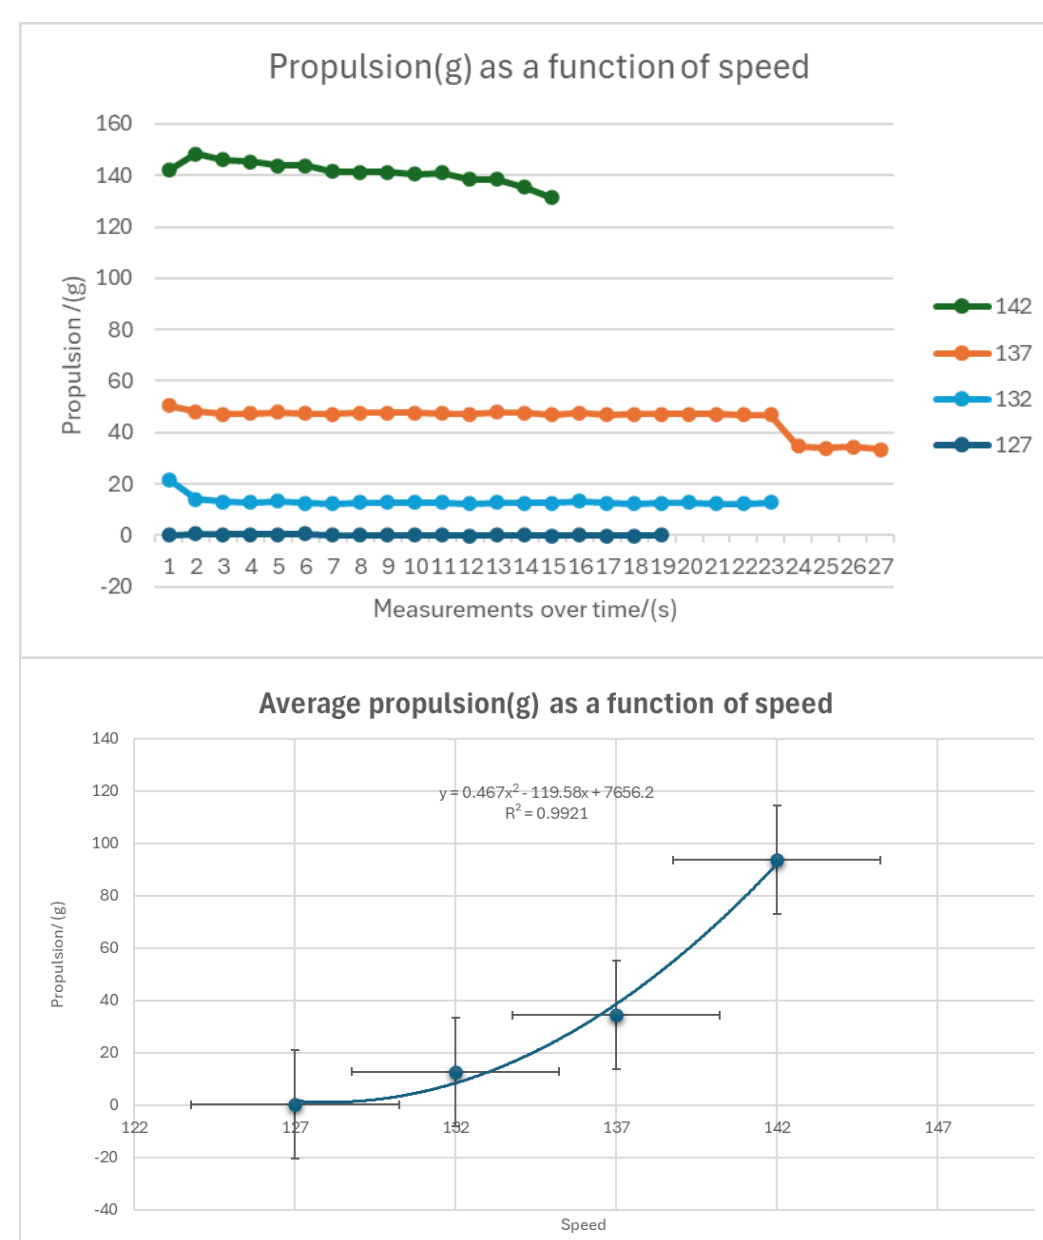 Propulsion(g) as a function of speed
160
140
120
100
80
60
40
20
0
-20
Propulsion /(g)
1 2 3 4 5 6 7 8 9 10 11 12 13 14 15 16 17 18 19 20 21 22 23 24 25 26 27
Measurements over time/(s)
142
137
132
127
Average propulsion(g) as a function of speed
140
120
100
80
60
40
20
0
-20
-40
Propulsion/ (g)
y = 0.467x² - 119.58x + 7656.2
R² = 0.9921
122 127 132 137 142 147
Speed